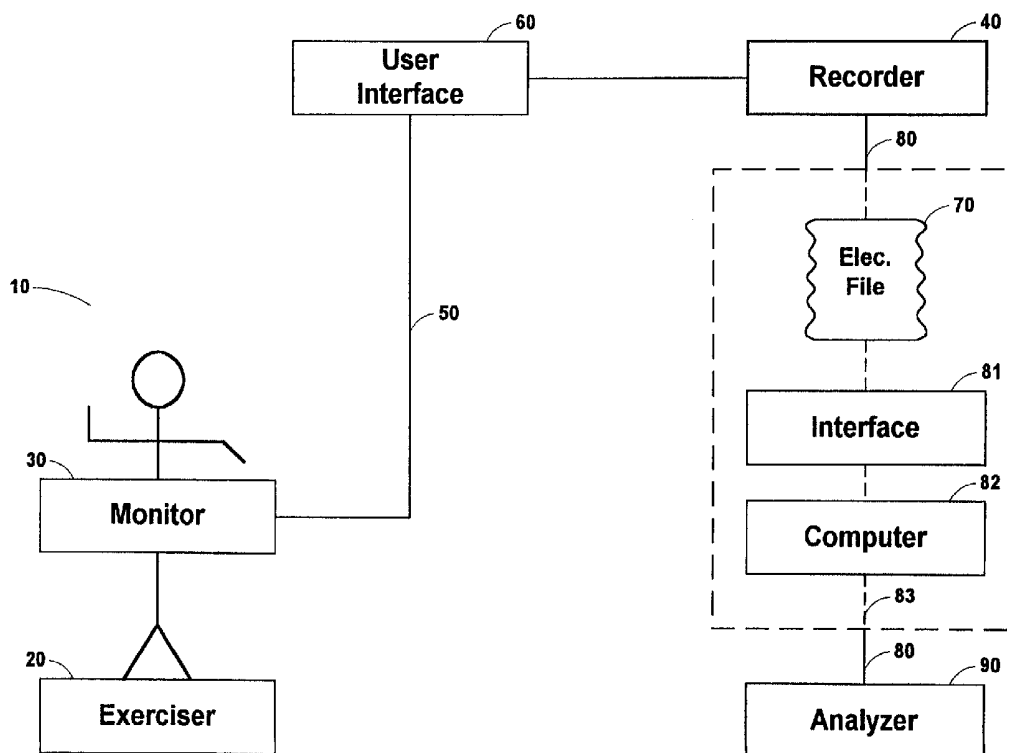 60
User
Interface
40
Recorder
80
70
Elec.
File
10
50
81
Interface
30
Monitor
82
Computer
83
20
Exerciser
80
90
Analyzer